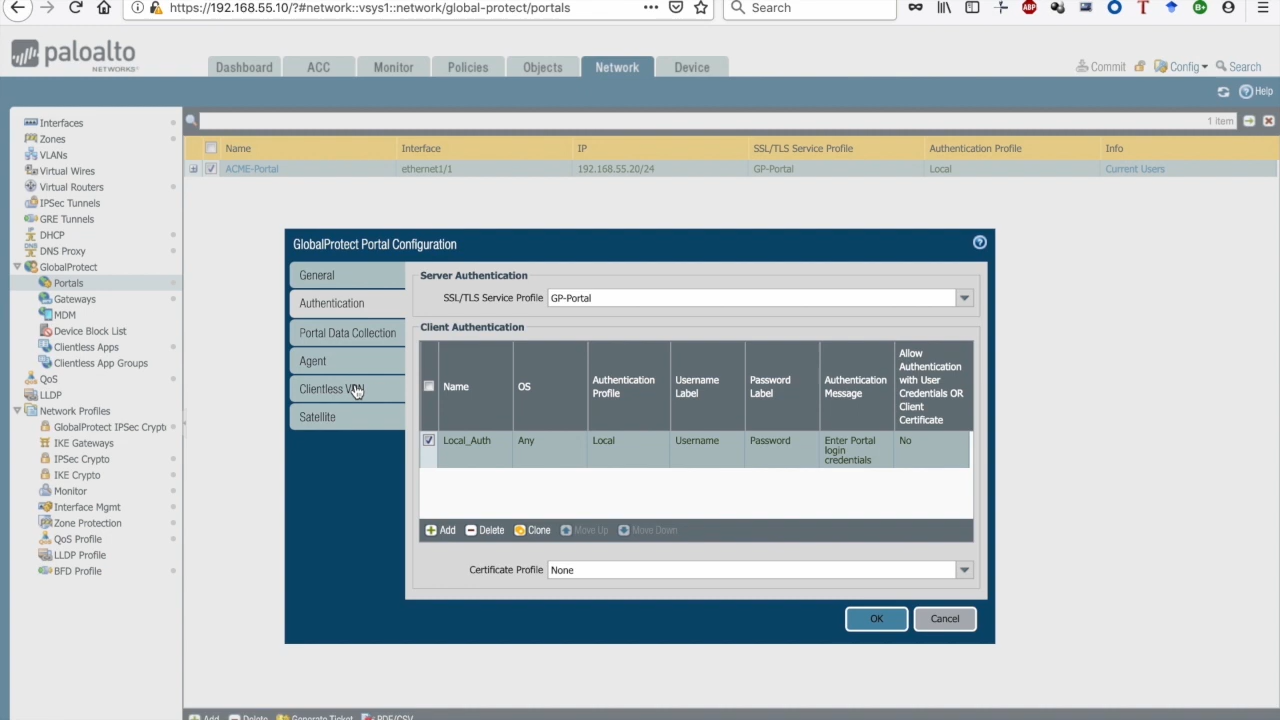 https://192.168.55.10/?#network::vsys1::network/global-protect/portals
Search
ABP
T
B+
paloalto
NETWORKS
Dashboard
ACC
Monitor
Policies
Objects
Network
Device
Commit
Config
Search
Help
Interfaces
Zones
VLANs
Virtual Wires
Virtual Routers
IPSec Tunnels
GRE Tunnels
DHCP
DNS Proxy
GlobalProtect
Portals
Gateways
MDM
Device Block List
Clientless Apps
Clientless App Groups
QoS
LLDP
Network Profiles
GlobalProtect IPSec Crypto
IKE Gateways
IPSec Crypto
IKE Crypto
Monitor
Interface Mgmt
Zone Protection
QoS Profile
LLDP Profile
BFD Profile
1 item
Name Interface IP SSL/TLS Service Profile Authentication Profile Info
ACME-Portal ethernet1/1 192.168.55.20/24 GP-Portal Local Current Users
GlobalProtect Portal Configuration
General
Authentication
Portal Data Collection
Agent
Clientless VPN
Satellite
Server Authentication
SSL/TLS Service Profile GP-Portal
Client Authentication
Name
OS
Authentication
Profile
Username
Label
Password
Label
Authentication
Message
Allow
Authentication
with User
Credentials OR
Client
Certificate
Local_Auth Any Local Username Password
Enter Portal
login
credentials
No
Add Delete Clone Move Up Move Down
Certificate Profile None
OK Cancel
Add Delete Generate Ticket PDF/CSV